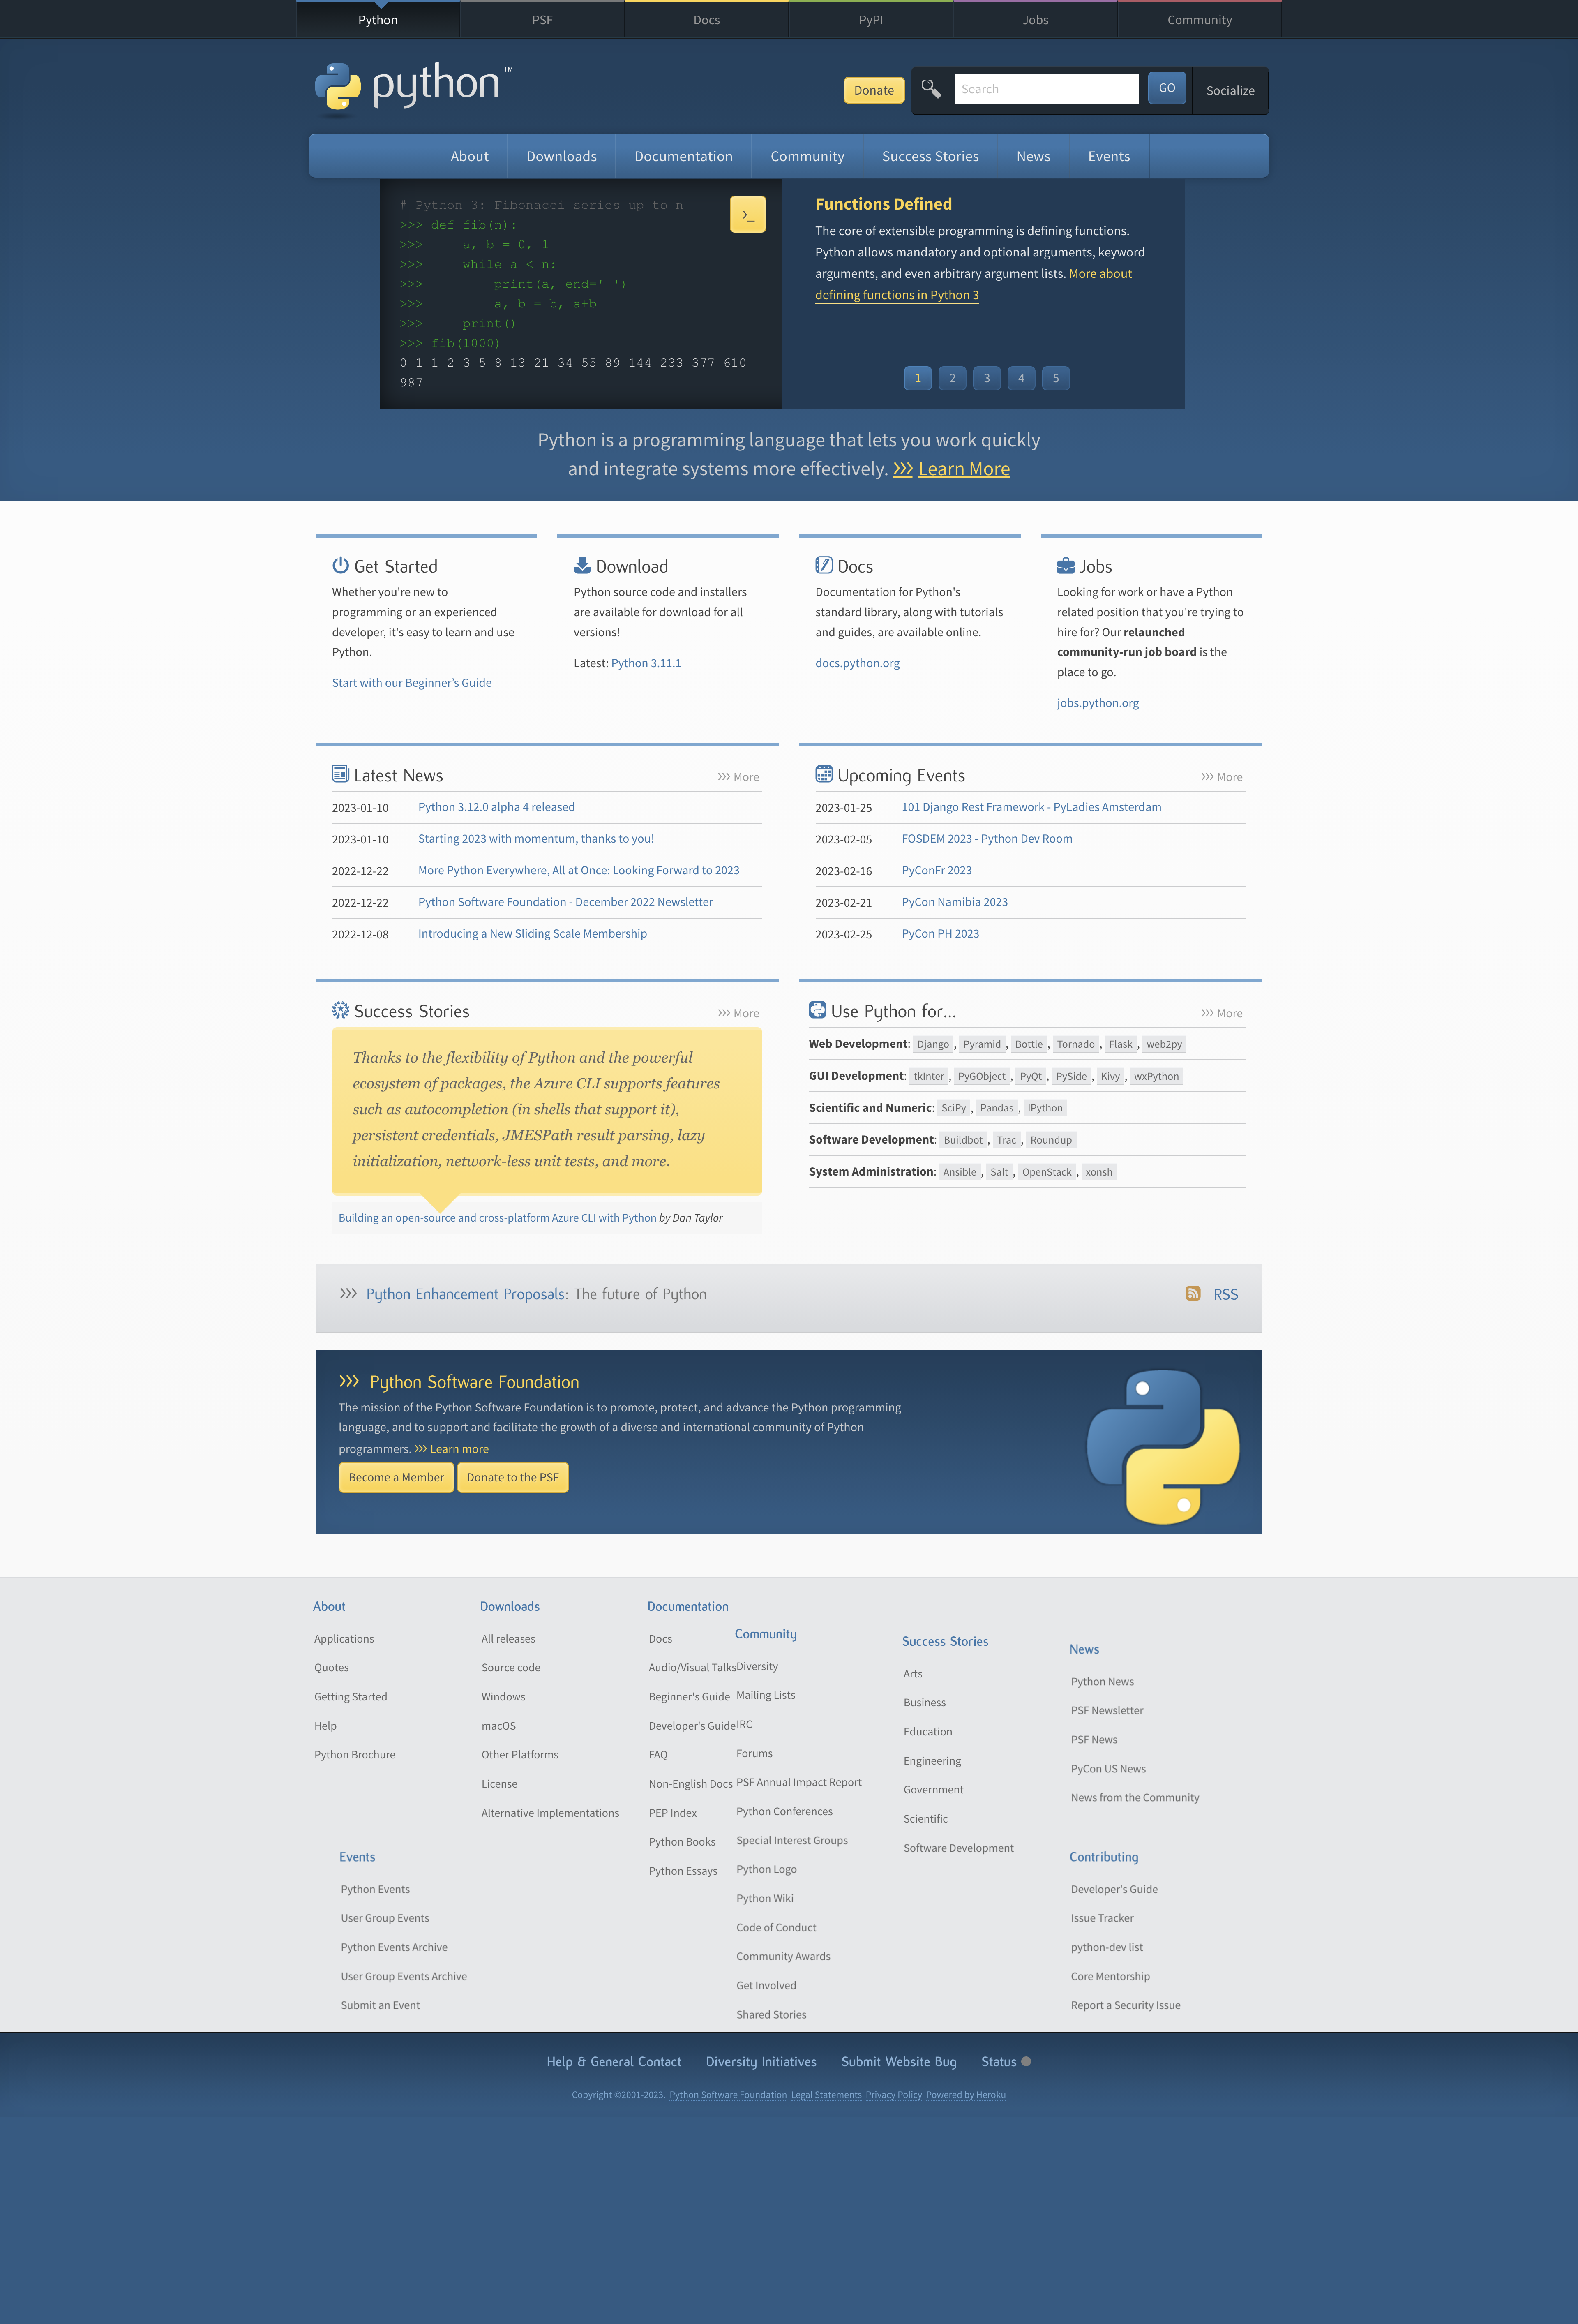 Python
PSF
Docs
PyPI
Jobs
Community
python™
Donate
Search
GO
Socialize
About
Downloads
Documentation
Community
Success Stories
News
Events
# Python 3: Fibonacci series up to n
>>> def fib(n):
>>>     a, b = 0, 1
>>>     while a < n:
>>>         print(a, end=' ')
>>>         a, b = b, a+b
>>>     print()
>>> fib(1000)
0 1 1 2 3 5 8 13 21 34 55 89 144 233 377 610
987
>_
Functions Defined
The core of extensible programming is defining functions.
Python allows mandatory and optional arguments, keyword
arguments, and even arbitrary argument lists. More about
defining functions in Python 3
1
2
3
4
5
Python is a programming language that lets you work quickly
and integrate systems more effectively. >>> Learn More
Get Started
Whether you're new to
programming or an experienced
developer, it's easy to learn and use
Python.
Start with our Beginner's Guide
Download
Python source code and installers
are available for download for all
versions!
Latest: Python 3.11.1
Docs
Documentation for Python's
standard library, along with tutorials
and guides, are available online.
docs.python.org
Jobs
Looking for work or have a Python
related position that you're trying to
hire for? Our relaunched
community-run job board is the
place to go.
jobs.python.org
Latest News
>>> More
2023-01-10 Python 3.12.0 alpha 4 released
2023-01-10 Starting 2023 with momentum, thanks to you!
2022-12-22 More Python Everywhere, All at Once: Looking Forward to 2023
2022-12-22 Python Software Foundation - December 2022 Newsletter
2022-12-08 Introducing a New Sliding Scale Membership
Upcoming Events
>>> More
2023-01-25 101 Django Rest Framework - PyLadies Amsterdam
2023-02-05 FOSDEM 2023 - Python Dev Room
2023-02-16 PyConFr 2023
2023-02-21 PyCon Namibia 2023
2023-02-25 PyCon PH 2023
Success Stories
>>> More
Thanks to the flexibility of Python and the powerful
ecosystem of packages, the Azure CLI supports features
such as autocompletion (in shells that support it),
persistent credentials, JMESPath result parsing, lazy
initialization, network-less unit tests, and more.
Building an open-source and cross-platform Azure CLI with Python by Dan Taylor
Use Python for…
>>> More
Web Development: Django , Pyramid , Bottle , Tornado , Flask , web2py
GUI Development: tkInter , PyGObject , PyQt , PySide , Kivy , wxPython
Scientific and Numeric: SciPy , Pandas , IPython
Software Development: Buildbot , Trac , Roundup
System Administration: Ansible , Salt , OpenStack , xonsh
>>> Python Enhancement Proposals: The future of Python
RSS
>>> Python Software Foundation
The mission of the Python Software Foundation is to promote, protect, and advance the Python programming
language, and to support and facilitate the growth of a diverse and international community of Python
programmers. >>> Learn more
Become a Member
Donate to the PSF
About
Applications
Quotes
Getting Started
Help
Python Brochure
Downloads
All releases
Source code
Windows
macOS
Other Platforms
License
Alternative Implementations
Documentation
Docs
Audio/Visual Talks
Beginner's Guide
Developer's Guide
FAQ
Non-English Docs
PEP Index
Python Books
Python Essays
Community
Diversity
Mailing Lists
IRC
Forums
PSF Annual Impact Report
Python Conferences
Special Interest Groups
Python Logo
Python Wiki
Code of Conduct
Community Awards
Get Involved
Shared Stories
Success Stories
Arts
Business
Education
Engineering
Government
Scientific
Software Development
News
Python News
PSF Newsletter
PSF News
PyCon US News
News from the Community
Events
Python Events
User Group Events
Python Events Archive
User Group Events Archive
Submit an Event
Contributing
Developer's Guide
Issue Tracker
python-dev list
Core Mentorship
Report a Security Issue
Help & General Contact
Diversity Initiatives
Submit Website Bug
Status
Copyright ©2001-2023. Python Software Foundation Legal Statements Privacy Policy Powered by Heroku